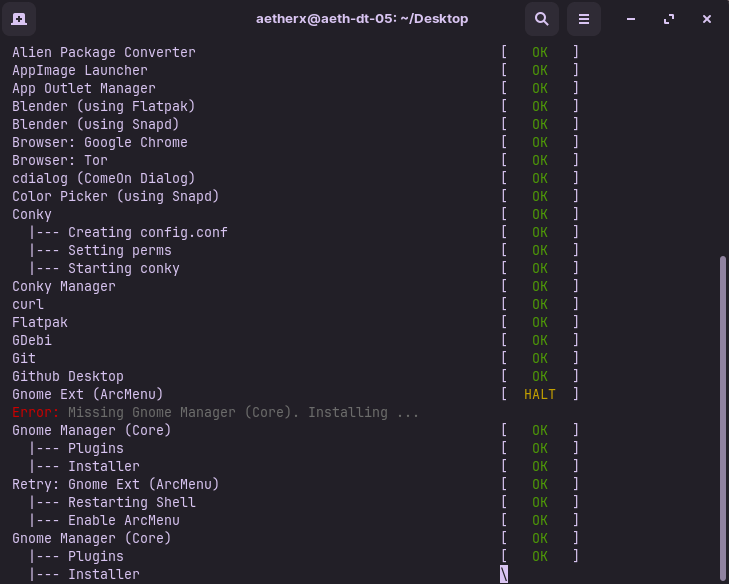 aetherx@aeth-dt-05: ~/Desktop
Alien Package Converter [ OK ]
AppImage Launcher [ OK ]
App Outlet Manager [ OK ]
Blender (using Flatpak) [ OK ]
Blender (using Snapd) [ OK ]
Browser: Google Chrome [ OK ]
Browser: Tor [ OK ]
cdialog (ComeOn Dialog) [ OK ]
Color Picker (using Snapd) [ OK ]
Conky [ OK ]
|--- Creating config.conf [ OK ]
|--- Setting perms [ OK ]
|--- Starting conky [ OK ]
Conky Manager [ OK ]
curl [ OK ]
Flatpak [ OK ]
GDebi [ OK ]
Git [ OK ]
Github Desktop [ OK ]
Gnome Ext (ArcMenu) [ HALT ]
Error: Missing Gnome Manager (Core). Installing ...
Gnome Manager (Core) [ OK ]
|--- Plugins [ OK ]
|--- Installer [ OK ]
Retry: Gnome Ext (ArcMenu) [ OK ]
|--- Restarting Shell [ OK ]
|--- Enable ArcMenu [ OK ]
Gnome Manager (Core) [ OK ]
|--- Plugins [ OK ]
|--- Installer \